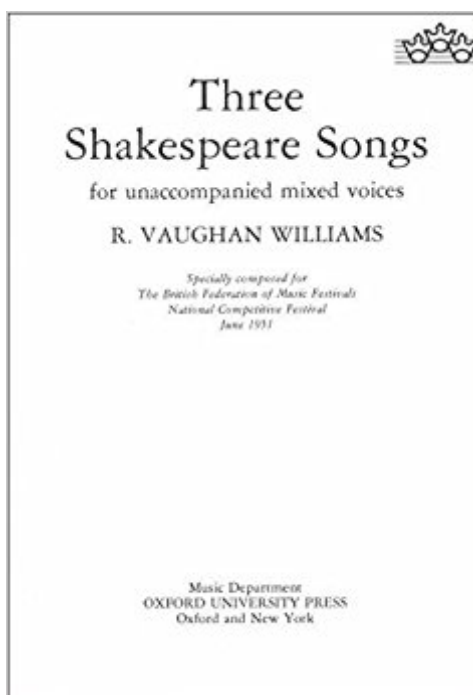 Three
Shakespeare Songs
for unaccompanied mixed voices
R. VAUGHAN WILLIAMS
Specially composed for
The British Federation of Music Festivals
National Competitive Festival
June 1951
Music Department
OXFORD UNIVERSITY PRESS
Oxford and New York